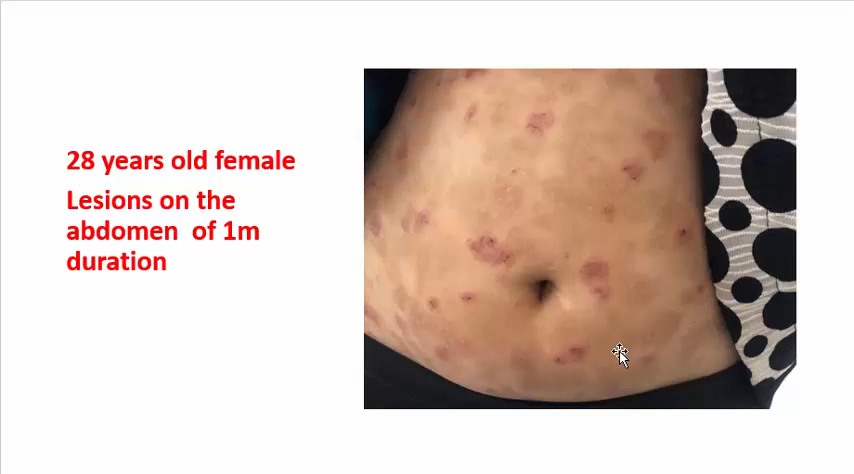 28 years old female
Lesions on the
abdomen of 1m
duration